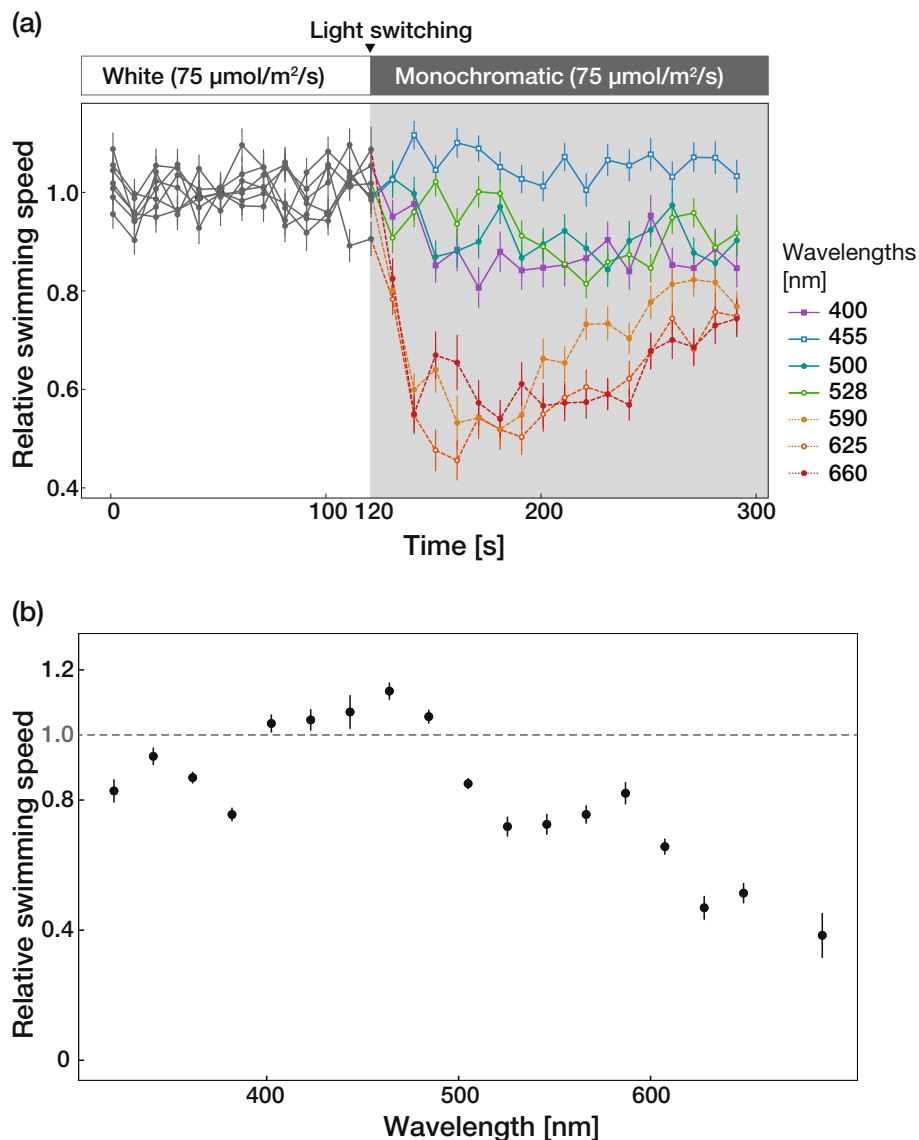 (a)
Light switching
White (75 µmol/m²/s) Monochromatic (75 µmol/m²/s)
Relative swimming speed
1.0
0.8
0.6
0.4
0 100 120 200 300
Time [s]
Wavelengths
[nm]
400
455
500
528
590
625
660
(b)
Relative swimming speed
1.2
1.0
0.8
0.4
0
400 500 600
Wavelength [nm]